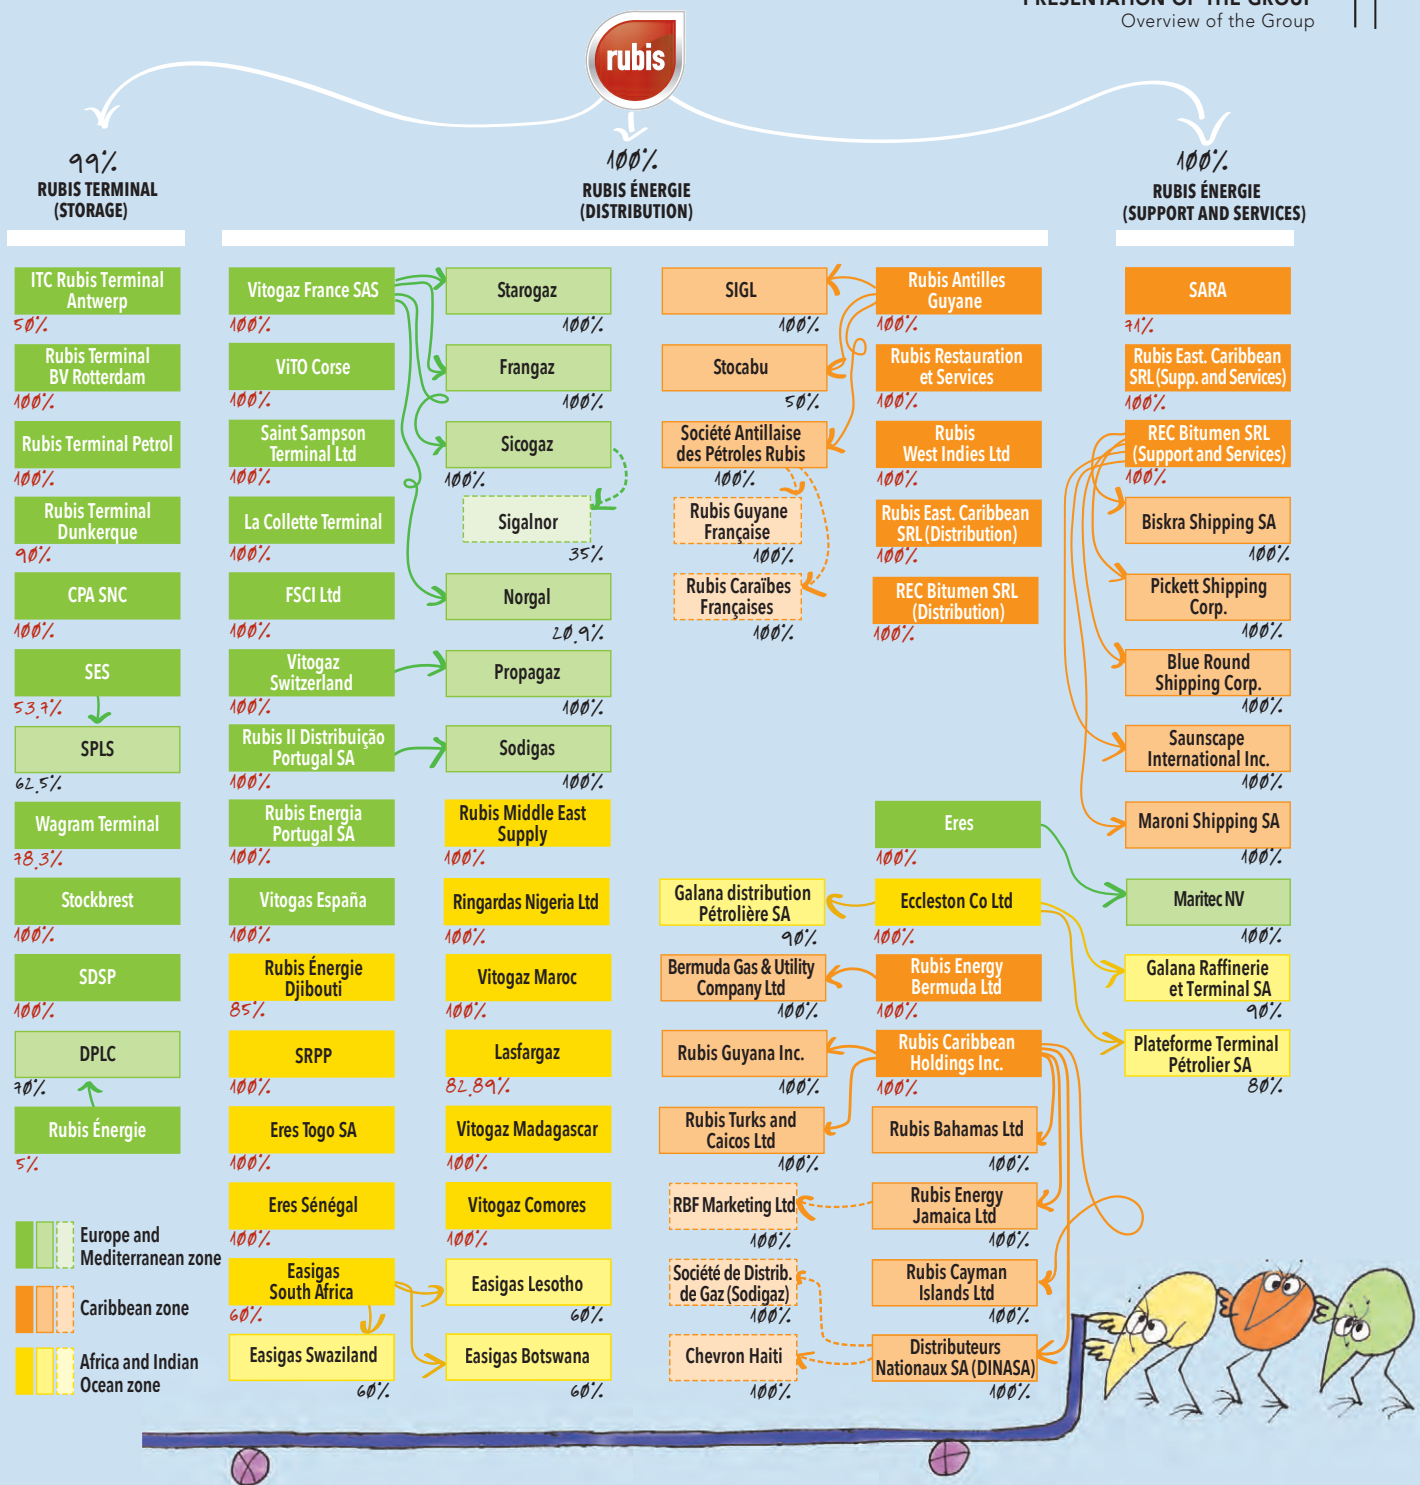 PRESENTATION OF THE GROUP
Overview of the Group
11
rubis
99%
RUBIS TERMINAL
(STORAGE)
100%
RUBIS ÉNERGIE
(DISTRIBUTION)
100%
RUBIS ÉNERGIE
(SUPPORT AND SERVICES)
ITC Rubis Terminal
Antwerp
50%
Rubis Terminal
BV Rotterdam
100%
Rubis Terminal Petrol
100%
Rubis Terminal
Dunkerque
90%
CPA SNC
100%
SES
53,7%
SPLS
62,5%
Wagram Terminal
78,3%
Stockbrest
100%
SDSP
100%
DPLC
70%
Rubis Énergie
5%
Vitogaz France SAS
100%
ViTO Corse
100%
Saint Sampson
Terminal Ltd
100%
La Collette Terminal
100%
FSCI Ltd
100%
Vitogaz
Switzerland
100%
Rubis II Distribuição
Portugal SA
100%
Rubis Energia
Portugal SA
100%
Vitogas España
100%
Rubis Énergie
Djibouti
85%
SRPP
100%
Eres Togo SA
100%
Eres Sénégal
100%
Easigas
South Africa
60%
Easigas Swaziland
60%
Starogaz
100%
Frangaz
100%
Sicogaz
100%
Sigalnor
35%
Norgal
20,9%
Propagaz
100%
Sodigas
100%
Rubis Middle East
Supply
100%
Ringardas Nigeria Ltd
100%
Vitogaz Maroc
100%
Lasfargaz
82,89%
Vitogaz Madagascar
100%
Vitogaz Comores
100%
Easigas Lesotho
60%
Easigas Botswana
60%
SIGL
100%
Stocabu
50%
Société Antillaise
des Pétroles Rubis
100%
Rubis Guyane
Française
100%
Rubis Caraïbes
Françaises
100%
Galana distribution
Pétrolière SA
90%
Bermuda Gas & Utility
Company Ltd
100%
Rubis Guyana Inc.
100%
Rubis Turks and
Caicos Ltd
100%
RBF Marketing Ltd
100%
Société de Distrib.
de Gaz (Sodigaz)
100%
Chevron Haiti
100%
Rubis Antilles
Guyane
100%
Rubis Restauration
et Services
100%
Rubis
West Indies Ltd
100%
Rubis East. Caribbean
SRL (Distribution)
100%
REC Bitumen SRL
(Distribution)
100%
Eres
100%
Eccleston Co Ltd
100%
Rubis Energy
Bermuda Ltd
100%
Rubis Caribbean
Holdings Inc.
100%
Rubis Bahamas Ltd
100%
Rubis Energy
Jamaica Ltd
100%
Rubis Cayman
Islands Ltd
100%
Distributeurs
Nationaux SA (DINASA)
100%
SARA
71%
Rubis East. Caribbean
SRL (Supp. and Services)
100%
REC Bitumen SRL
(Support and Services)
100%
Biskra Shipping SA
100%
Pickett Shipping
Corp.
100%
Blue Round
Shipping Corp.
100%
Saunscape
International Inc.
100%
Maroni Shipping SA
100%
Maritec NV
100%
Galana Raffinerie
et Terminal SA
90%
Plateforme Terminal
Pétrolier SA
80%
Europe and
Mediterranean zone
Caribbean zone
Africa and Indian
Ocean zone